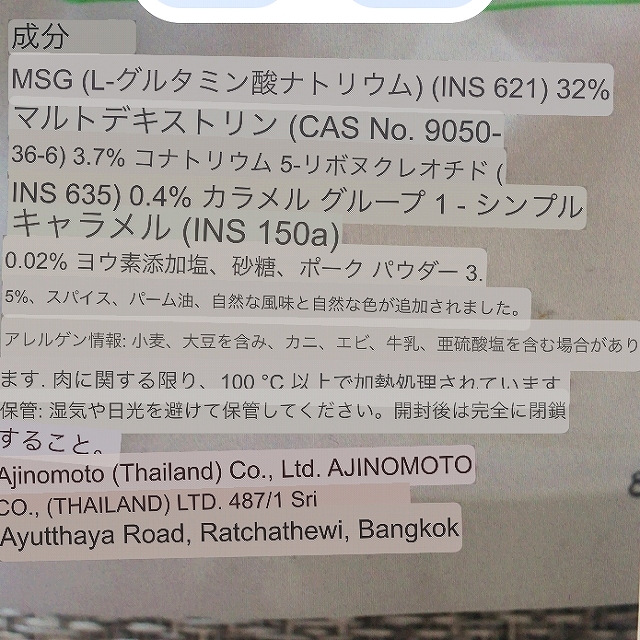 成分
MSG (L-グルタミン酸ナトリウム) (INS 621) 32%
マルトデキストリン (CAS No. 9050-
36-6) 3.7% コナトリウム 5-リボヌクレオチド (
INS 635) 0.4% カラメル グループ 1 - シンプル
キャラメル (INS 150a)
0.02% ヨウ素添加塩、砂糖、ポーク パウダー 3.
5%、スパイス、パーム油、自然な風味と自然な色が追加されました。
アレルゲン情報: 小麦、大豆を含み、カニ、エビ、牛乳、亜硫酸塩を含む場合があり
ます. 肉に関する限り、100 °C 以上で加熱処理されています
保管: 湿気や日光を避けて保管してください。開封後は完全に閉鎖
すること。
Ajinomoto (Thailand) Co., Ltd. AJINOMOTO
CO., (THAILAND) LTD. 487/1 Sri
Ayutthaya Road, Ratchathewi, Bangkok